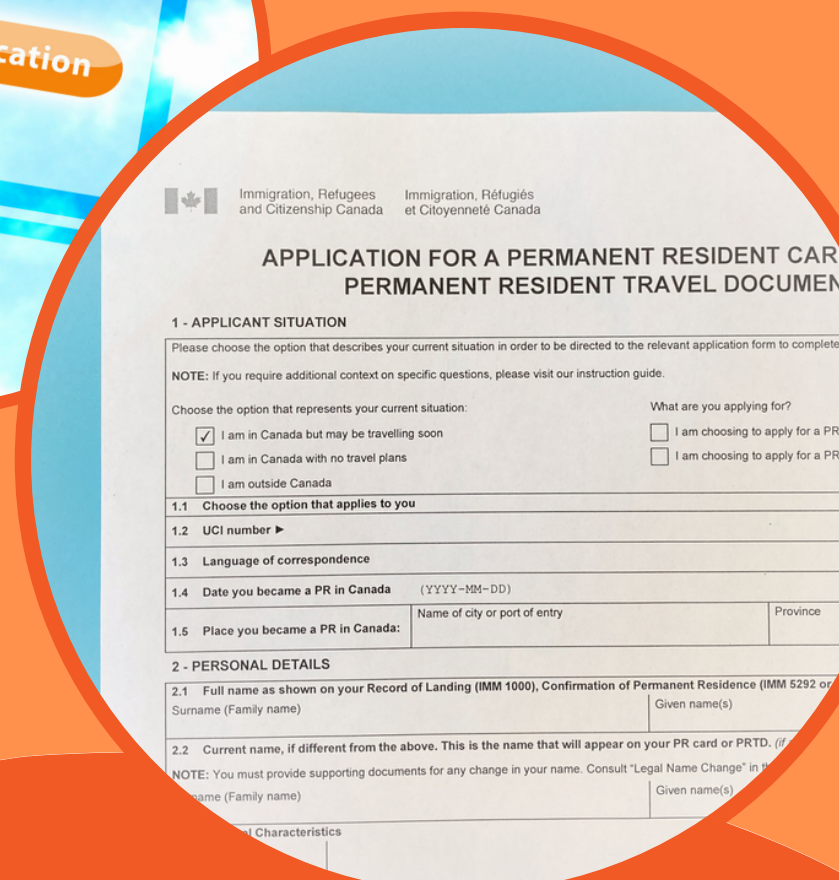 cation
Immigration, Refugees
and Citizenship Canada
Immigration, Réfugiés
et Citoyenneté Canada
APPLICATION FOR A PERMANENT RESIDENT CAR
PERMANENT RESIDENT TRAVEL DOCUMEN
1 - APPLICANT SITUATION
Please choose the option that describes your current situation in order to be directed to the relevant application form to complete
NOTE: If you require additional context on specific questions, please visit our instruction guide.
Choose the option that represents your current situation:
✓ I am in Canada but may be travelling soon
I am in Canada with no travel plans
I am outside Canada
What are you applying for?
I am choosing to apply for a PR
I am choosing to apply for a PR
1.1 Choose the option that applies to you
1.2 UCI number ►
1.3 Language of correspondence
1.4 Date you became a PR in Canada (YYYY-MM-DD)
1.5 Place you became a PR in Canada:
Name of city or port of entry
Province
2 - PERSONAL DETAILS
2.1 Full name as shown on your Record of Landing (IMM 1000), Confirmation of Permanent Residence (IMM 5292 or
Surname (Family name)
Given name(s)
2.2 Current name, if different from the above. This is the name that will appear on your PR card or PRTD. (if
NOTE: You must provide supporting documents for any change in your name. Consult "Legal Name Change" in
name (Family name)
Given name(s)
Characteristics